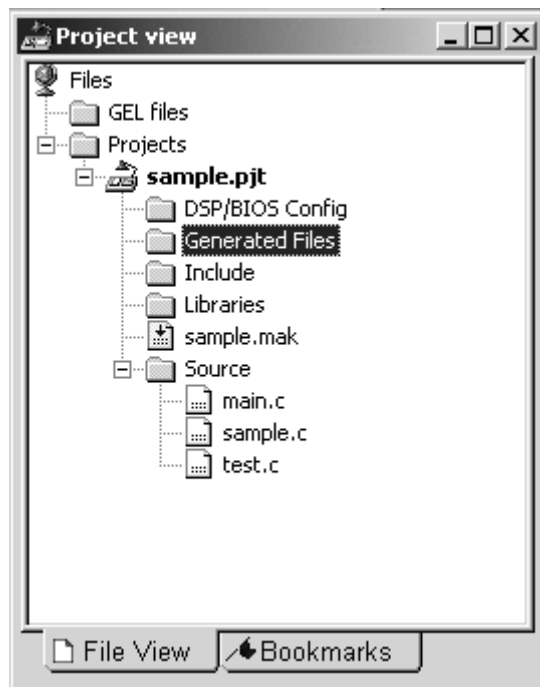 Project view
Files
GEL files
Projects
sample.pjt
DSP/BIOS Config
Generated Files
Include
Libraries
sample.mak
Source
main.c
sample.c
test.c
File View
Bookmarks